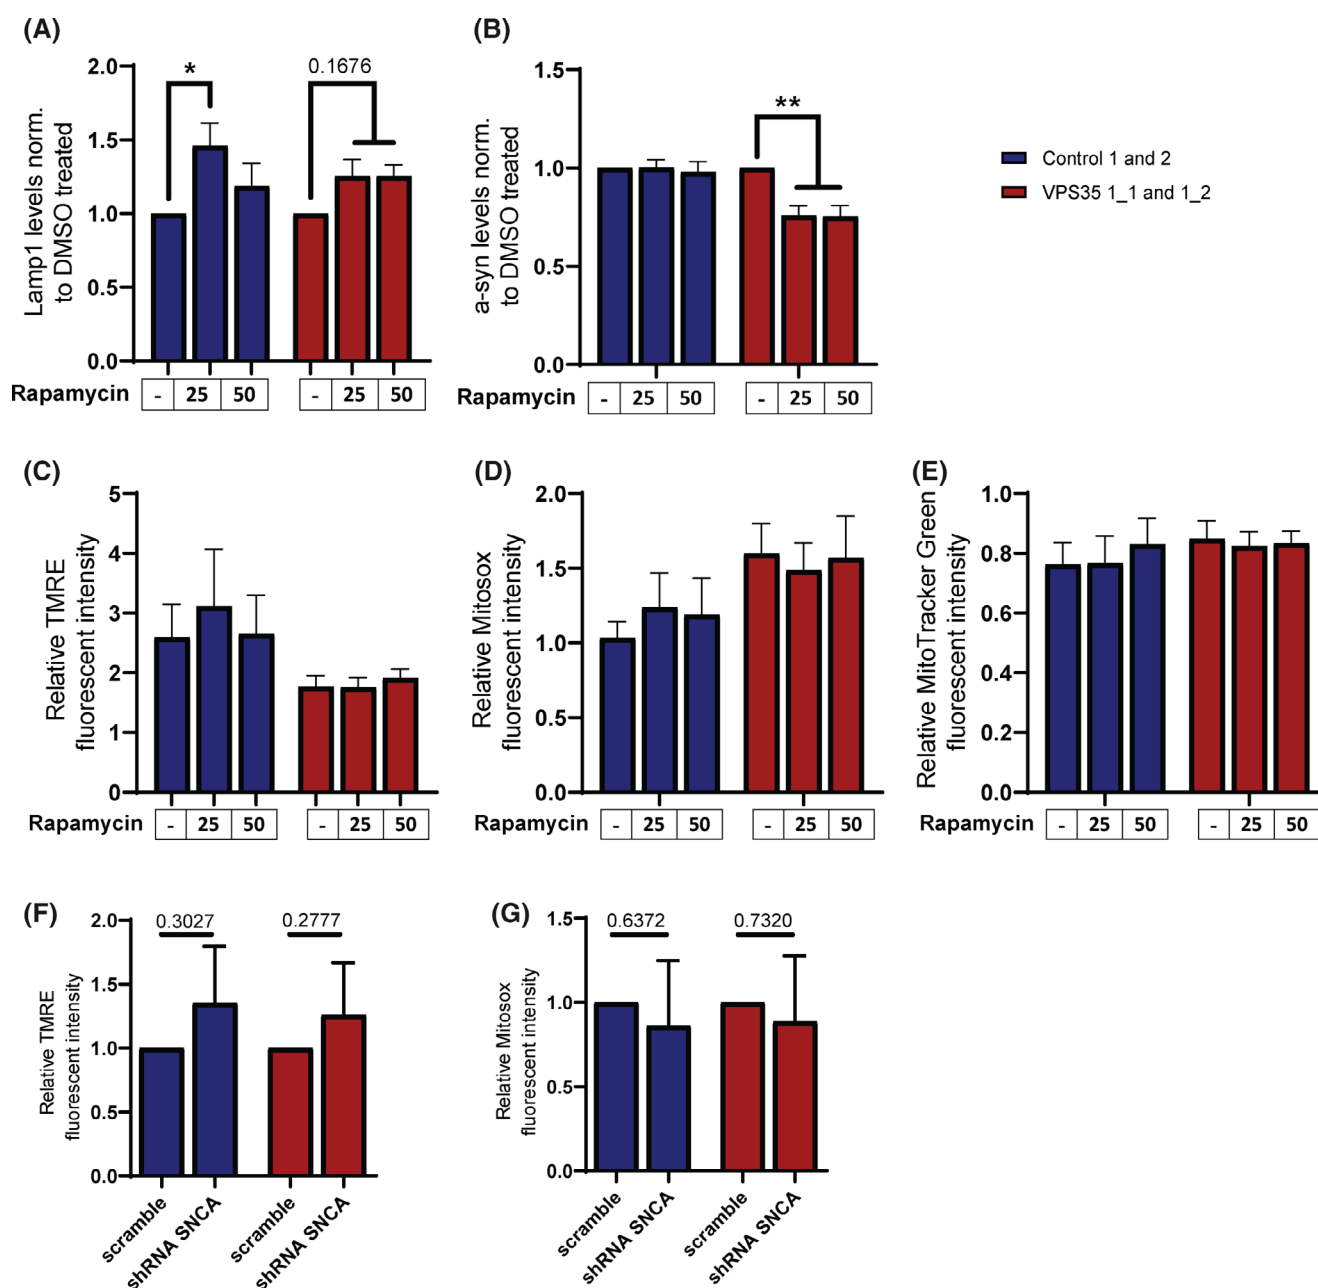 (A)
Lamp1 levels norm.
to DMSO treated
2.0
1.5
1.0
0.5
0.0
*
0.1676
Rapamycin - 25 50 - 25 50
(B)
a-syn levels norm.
to DMSO treated
1.5
1.0
0.5
0.0
**
Rapamycin - 25 50 - 25 50
Control 1 and 2
VPS35 1_1 and 1_2
(C)
Relative TMRE
fluorescent intensity
5
4
3
2
1
0
Rapamycin - 25 50 - 25 50
(D)
Relative Mitosox
fluorescent intensity
2.0
1.5
1.0
0.5
0.0
Rapamycin - 25 50 - 25 50
(E)
Relative MitoTracker Green
fluorescent intensity
1.0
0.8
0.6
0.4
0.2
0.0
Rapamycin - 25 50 - 25 50
(F)
Relative TMRE
fluorescent intensity
2.0
1.5
1.0
0.5
0.0
0.3027
0.2777
scramble
shRNA SNCA
scramble
shRNA SNCA
(G)
Relative Mitosox
fluorescent intensity
1.5
1.0
0.5
0.0
0.6372
0.7320
scramble
shRNA SNCA
scramble
shRNA SNCA